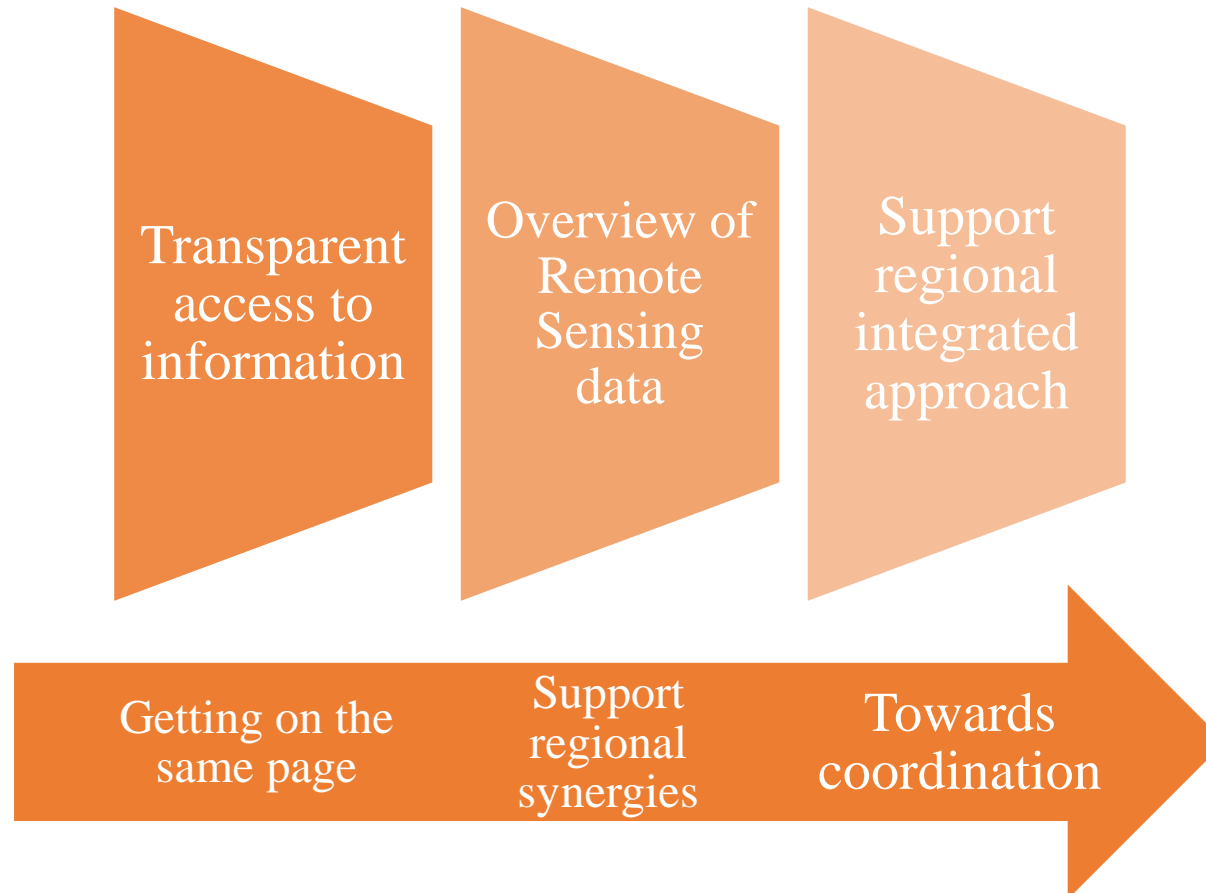 Transparent
access to
information
Overview of
Remote
Sensing
data
Support
regional
integrated
approach
Getting on the
same page
Support
regional
synergies
Towards
coordination